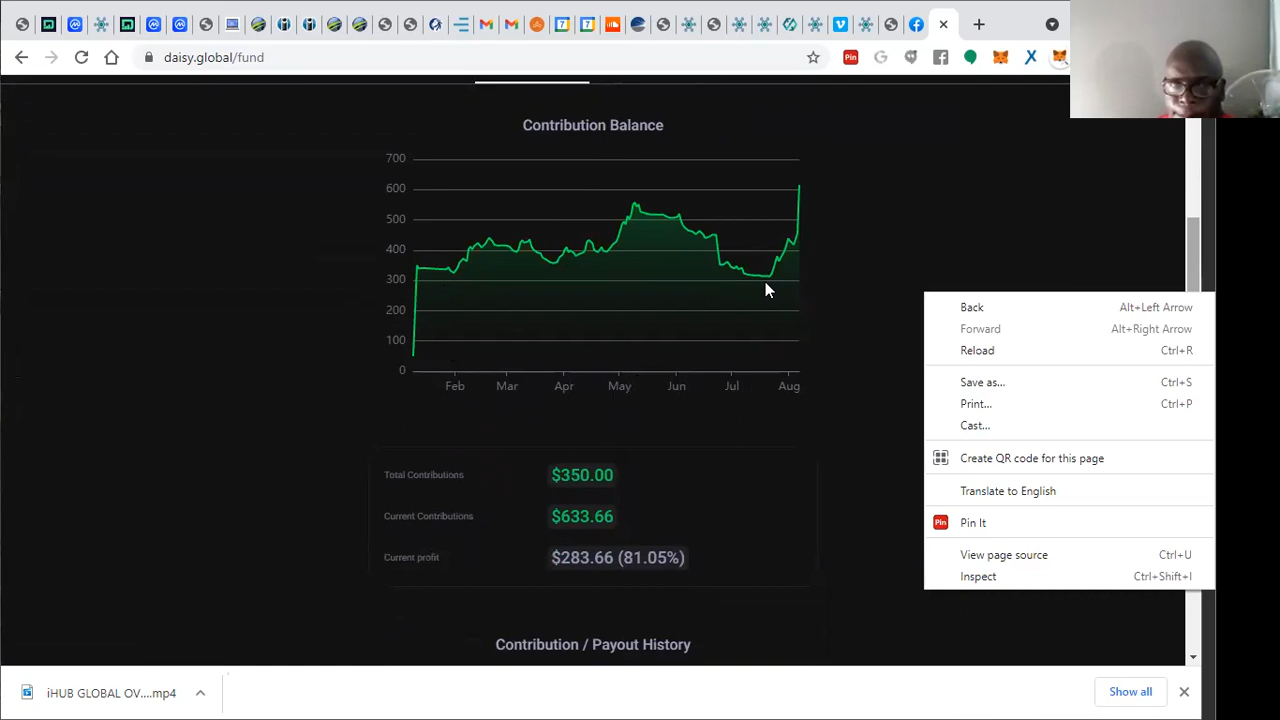 daisy.global/fund
Pin
Contribution Balance
700
600
500
400
300
200
100
0
Feb Mar Apr May Jun Jul Aug
Total Contributions $350.00
Current Contributions $633.66
Current profit $283.66 (81.05%)
Contribution / Payout History
Back Alt+Left Arrow
Forward Alt+Right Arrow
Reload Ctrl+R
Save as... Ctrl+S
Print... Ctrl+P
Cast...
Create QR code for this page
Translate to English
Pin Pin It
View page source Ctrl+U
Inspect Ctrl+Shift+I
iHUB GLOBAL OV....mp4
Show all